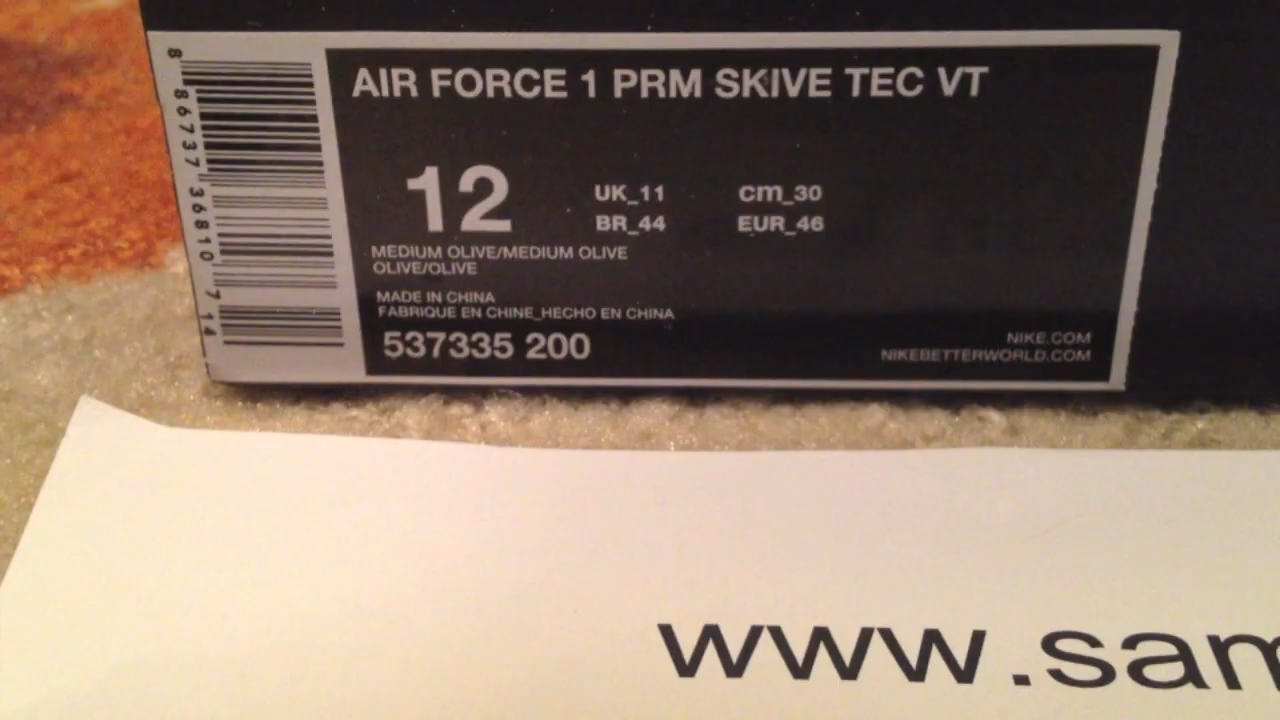 8 86737 36810 7 14
AIR FORCE 1 PRM SKIVE TEC VT
12
UK_11 cm_30
BR_44 EUR_46
MEDIUM OLIVE/MEDIUM OLIVE
OLIVE/OLIVE
MADE IN CHINA
FABRIQUE EN CHINE_HECHO EN CHINA
537335 200
NIKE.COM
NIKEBETTERWORLD.COM
www.sam